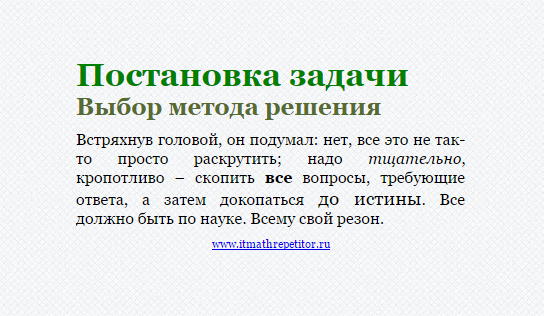 Постановка задачи
Выбор метода решения
Встряхнув головой, он подумал: нет, все это не так-
то просто раскрутить; надо тщательно,
кропотливо – скопить все вопросы, требующие
ответа, а затем докопаться до истины. Все
должно быть по науке. Всему свой резон.
www.itmathrepetitor.ru